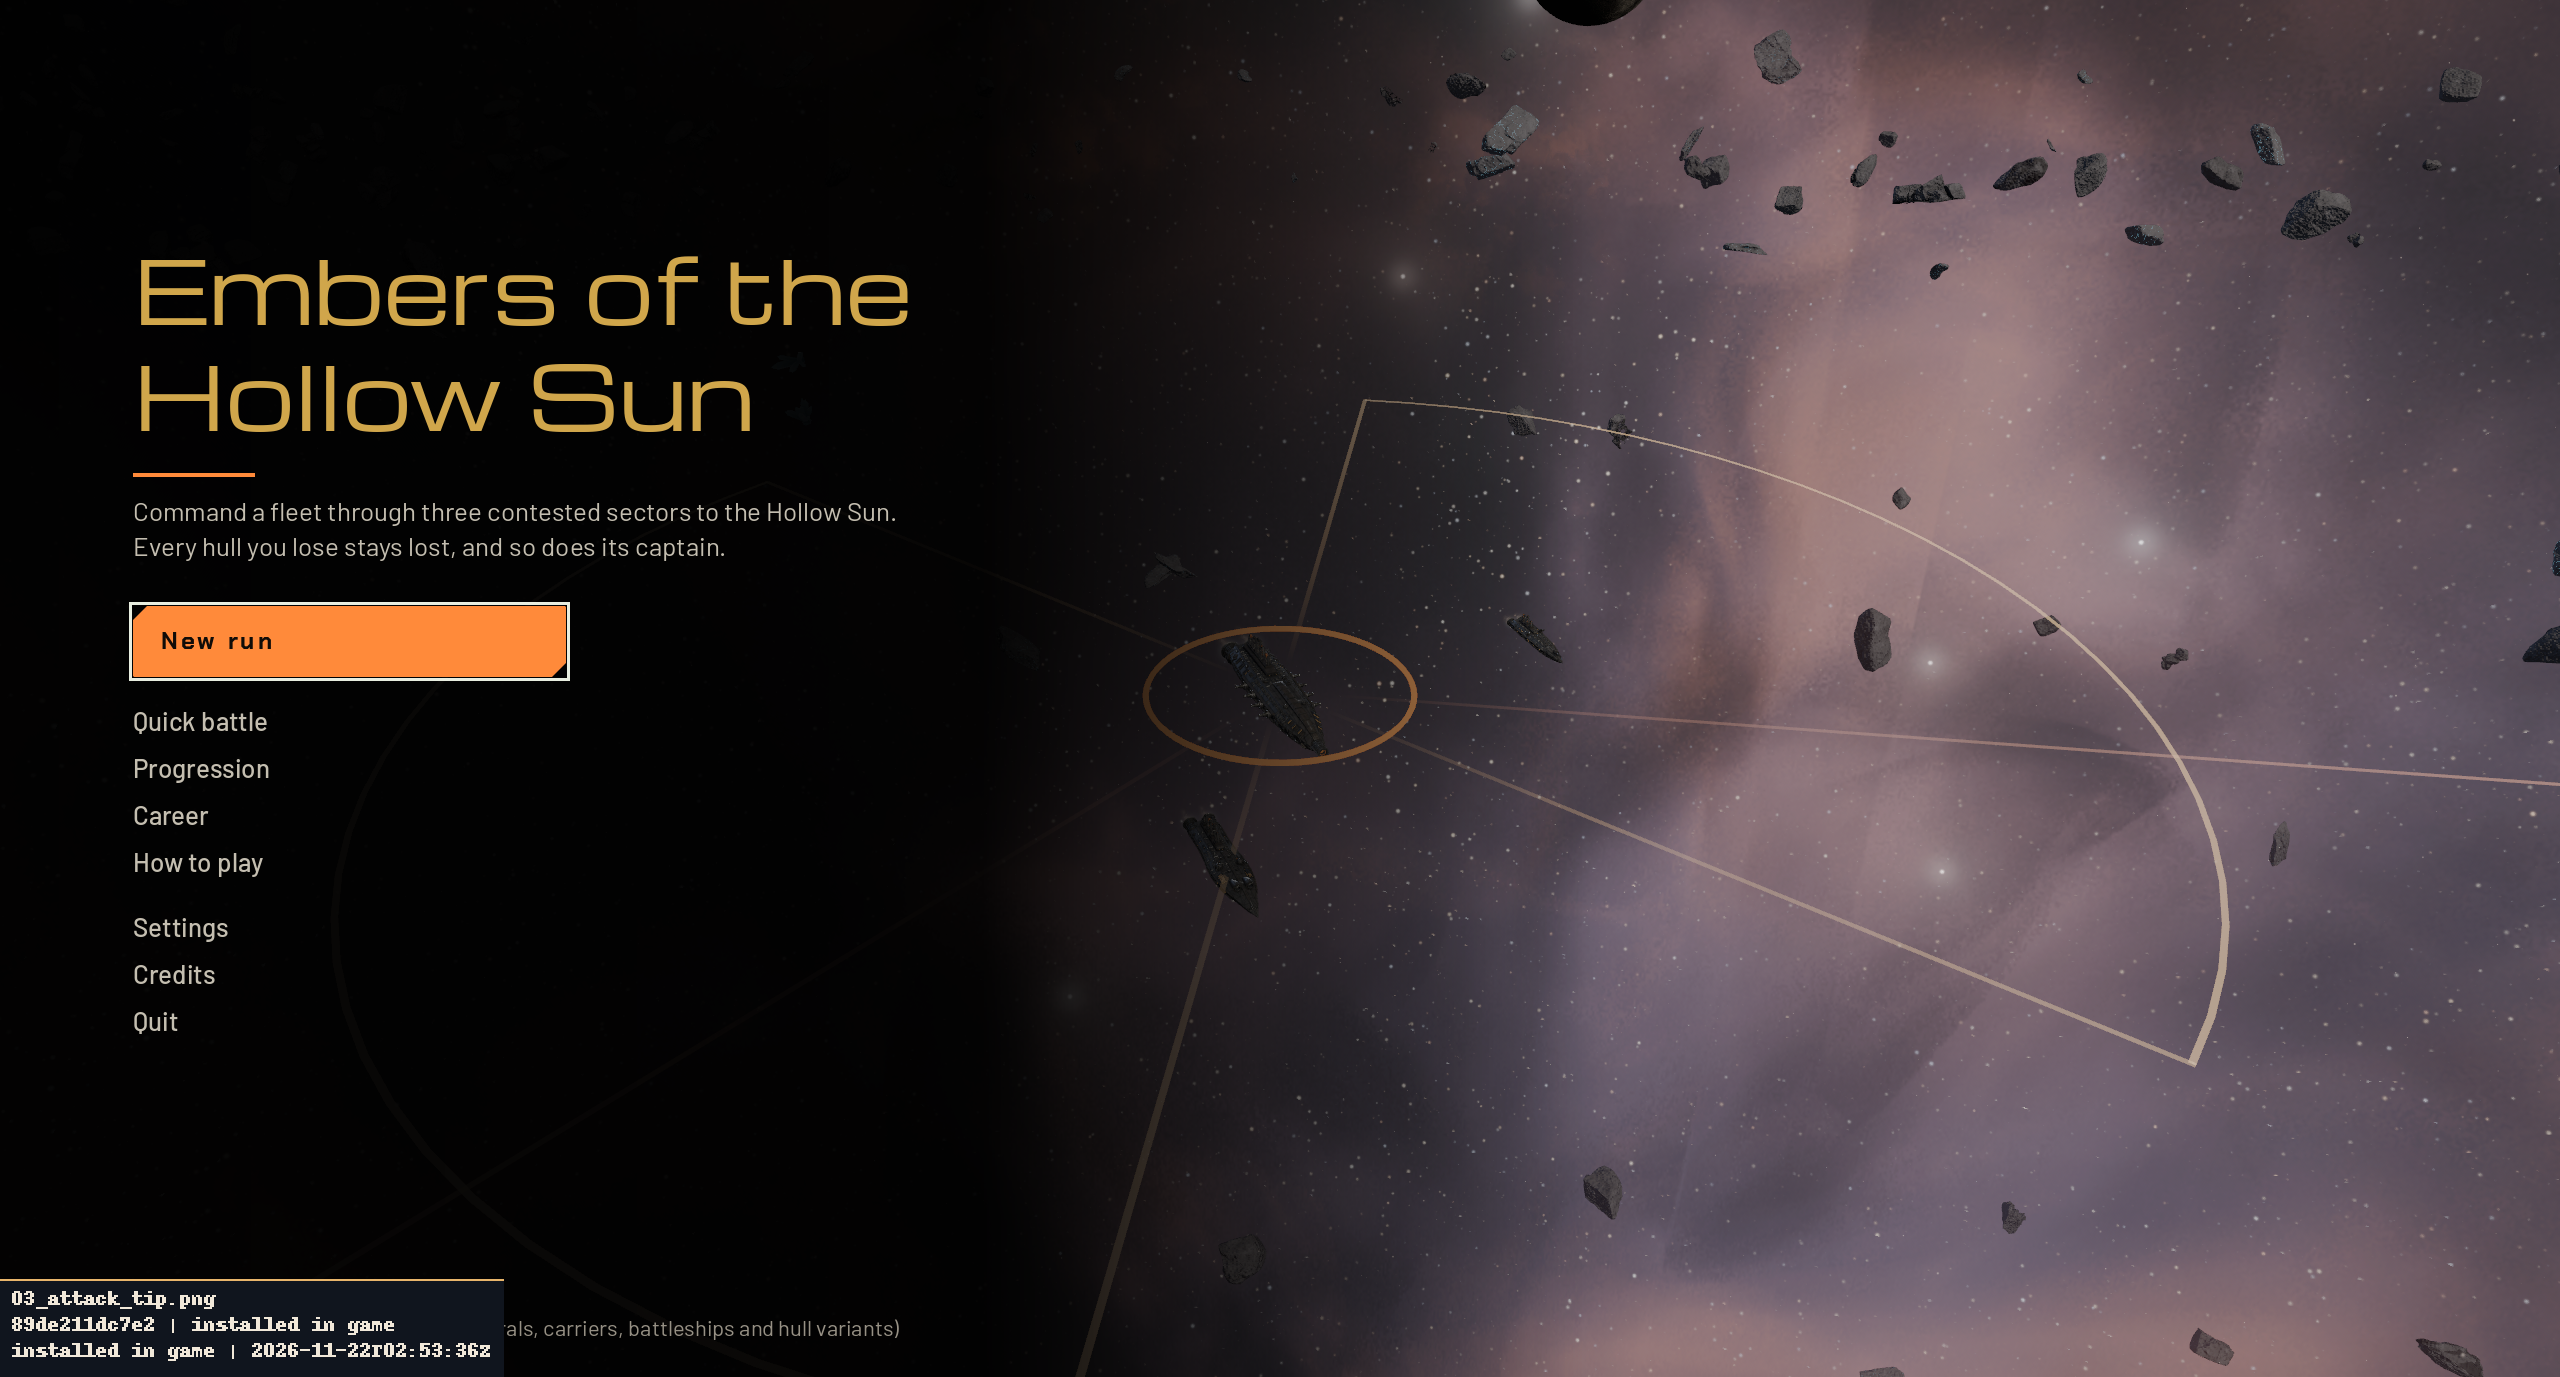 Embers of the
Hollow Sun
Command a fleet through three contested sectors to the Hollow Sun.
Every hull you lose stays lost, and so does its captain.
New run
Quick battle
Progression
Career
How to play
Settings
Credits
Quit
carriers, battleships and hull variants)
03_attack_tip.png
89de211dc7e2 | installed in game
installed in game | 2026-11-22T02:53:36Z